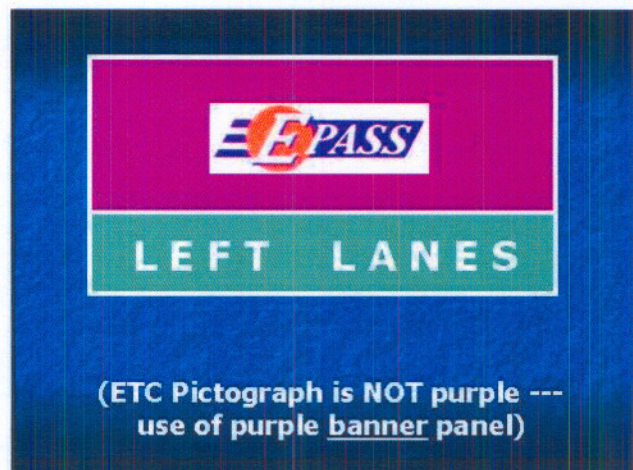 EPASS
LEFT LANES
(ETC Pictograph is NOT purple ---
use of purple banner panel)